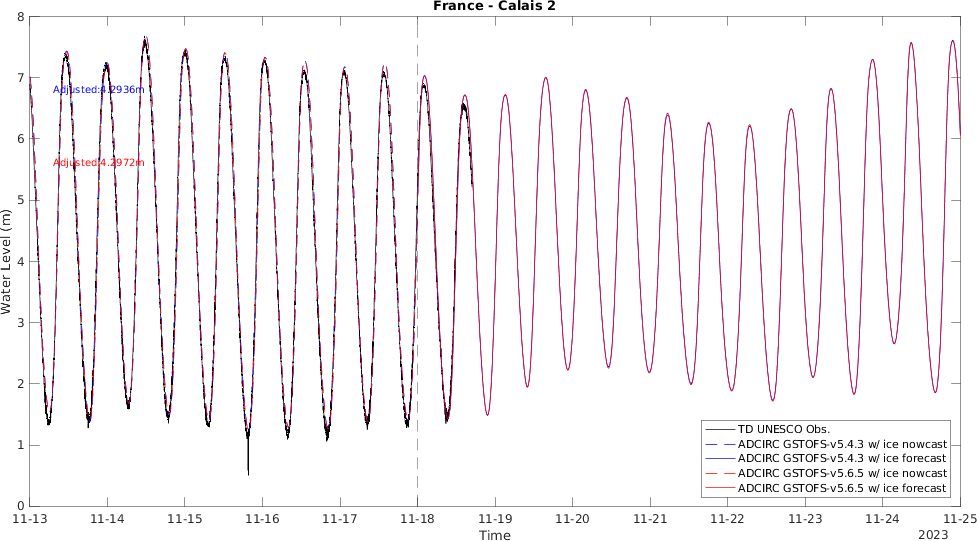 France - Calais 2
8
7
6
5
4
3
2
1
0
Water Level (m)
Adjusted:4.2936m
Adjusted:4.2972m
TD UNESCO Obs.
ADCIRC GSTOFS-v5.4.3 w/ ice nowcast
ADCIRC GSTOFS-v5.4.3 w/ ice forecast
ADCIRC GSTOFS-v5.6.5 w/ ice nowcast
ADCIRC GSTOFS-v5.6.5 w/ ice forecast
11-13 11-14 11-15 11-16 11-17 11-18 11-19 11-20 11-21 11-22 11-23 11-24 11-25
Time
2023